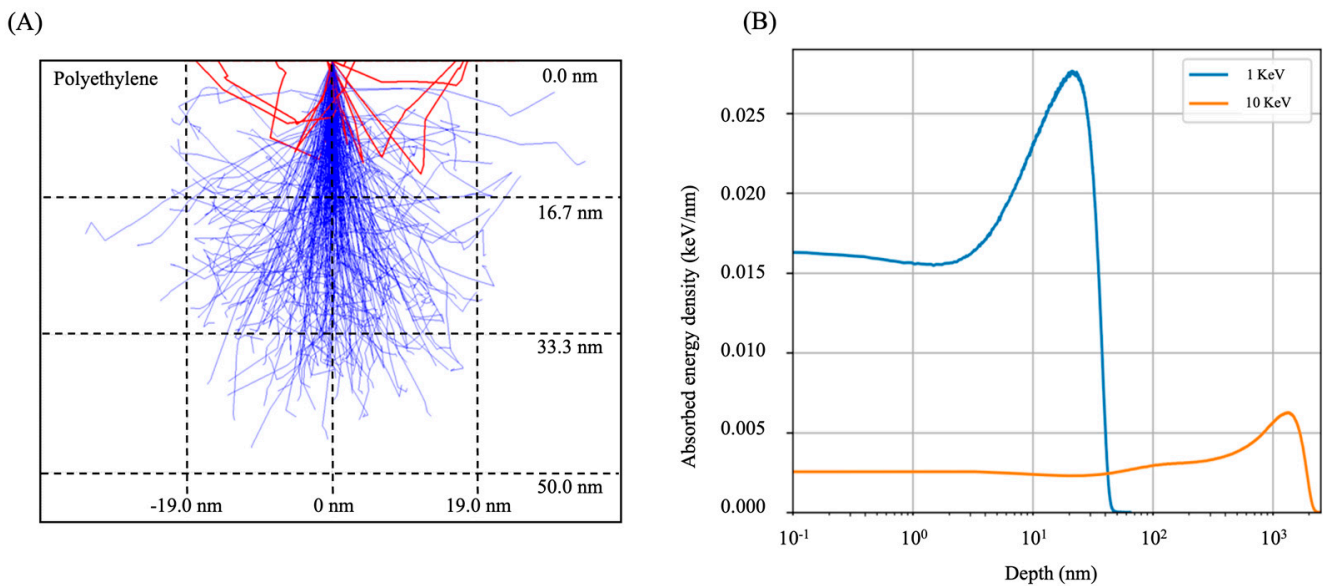 (A)
Polyethylene
0.0 nm
16.7 nm
33.3 nm
50.0 nm
-19.0 nm 0 nm 19.0 nm
(B)
1 KeV
10 KeV
Absorbed energy density (keV/nm)
0.025
0.020
0.015
0.010
0.005
0.000
10-1 100 101 102 103
Depth (nm)